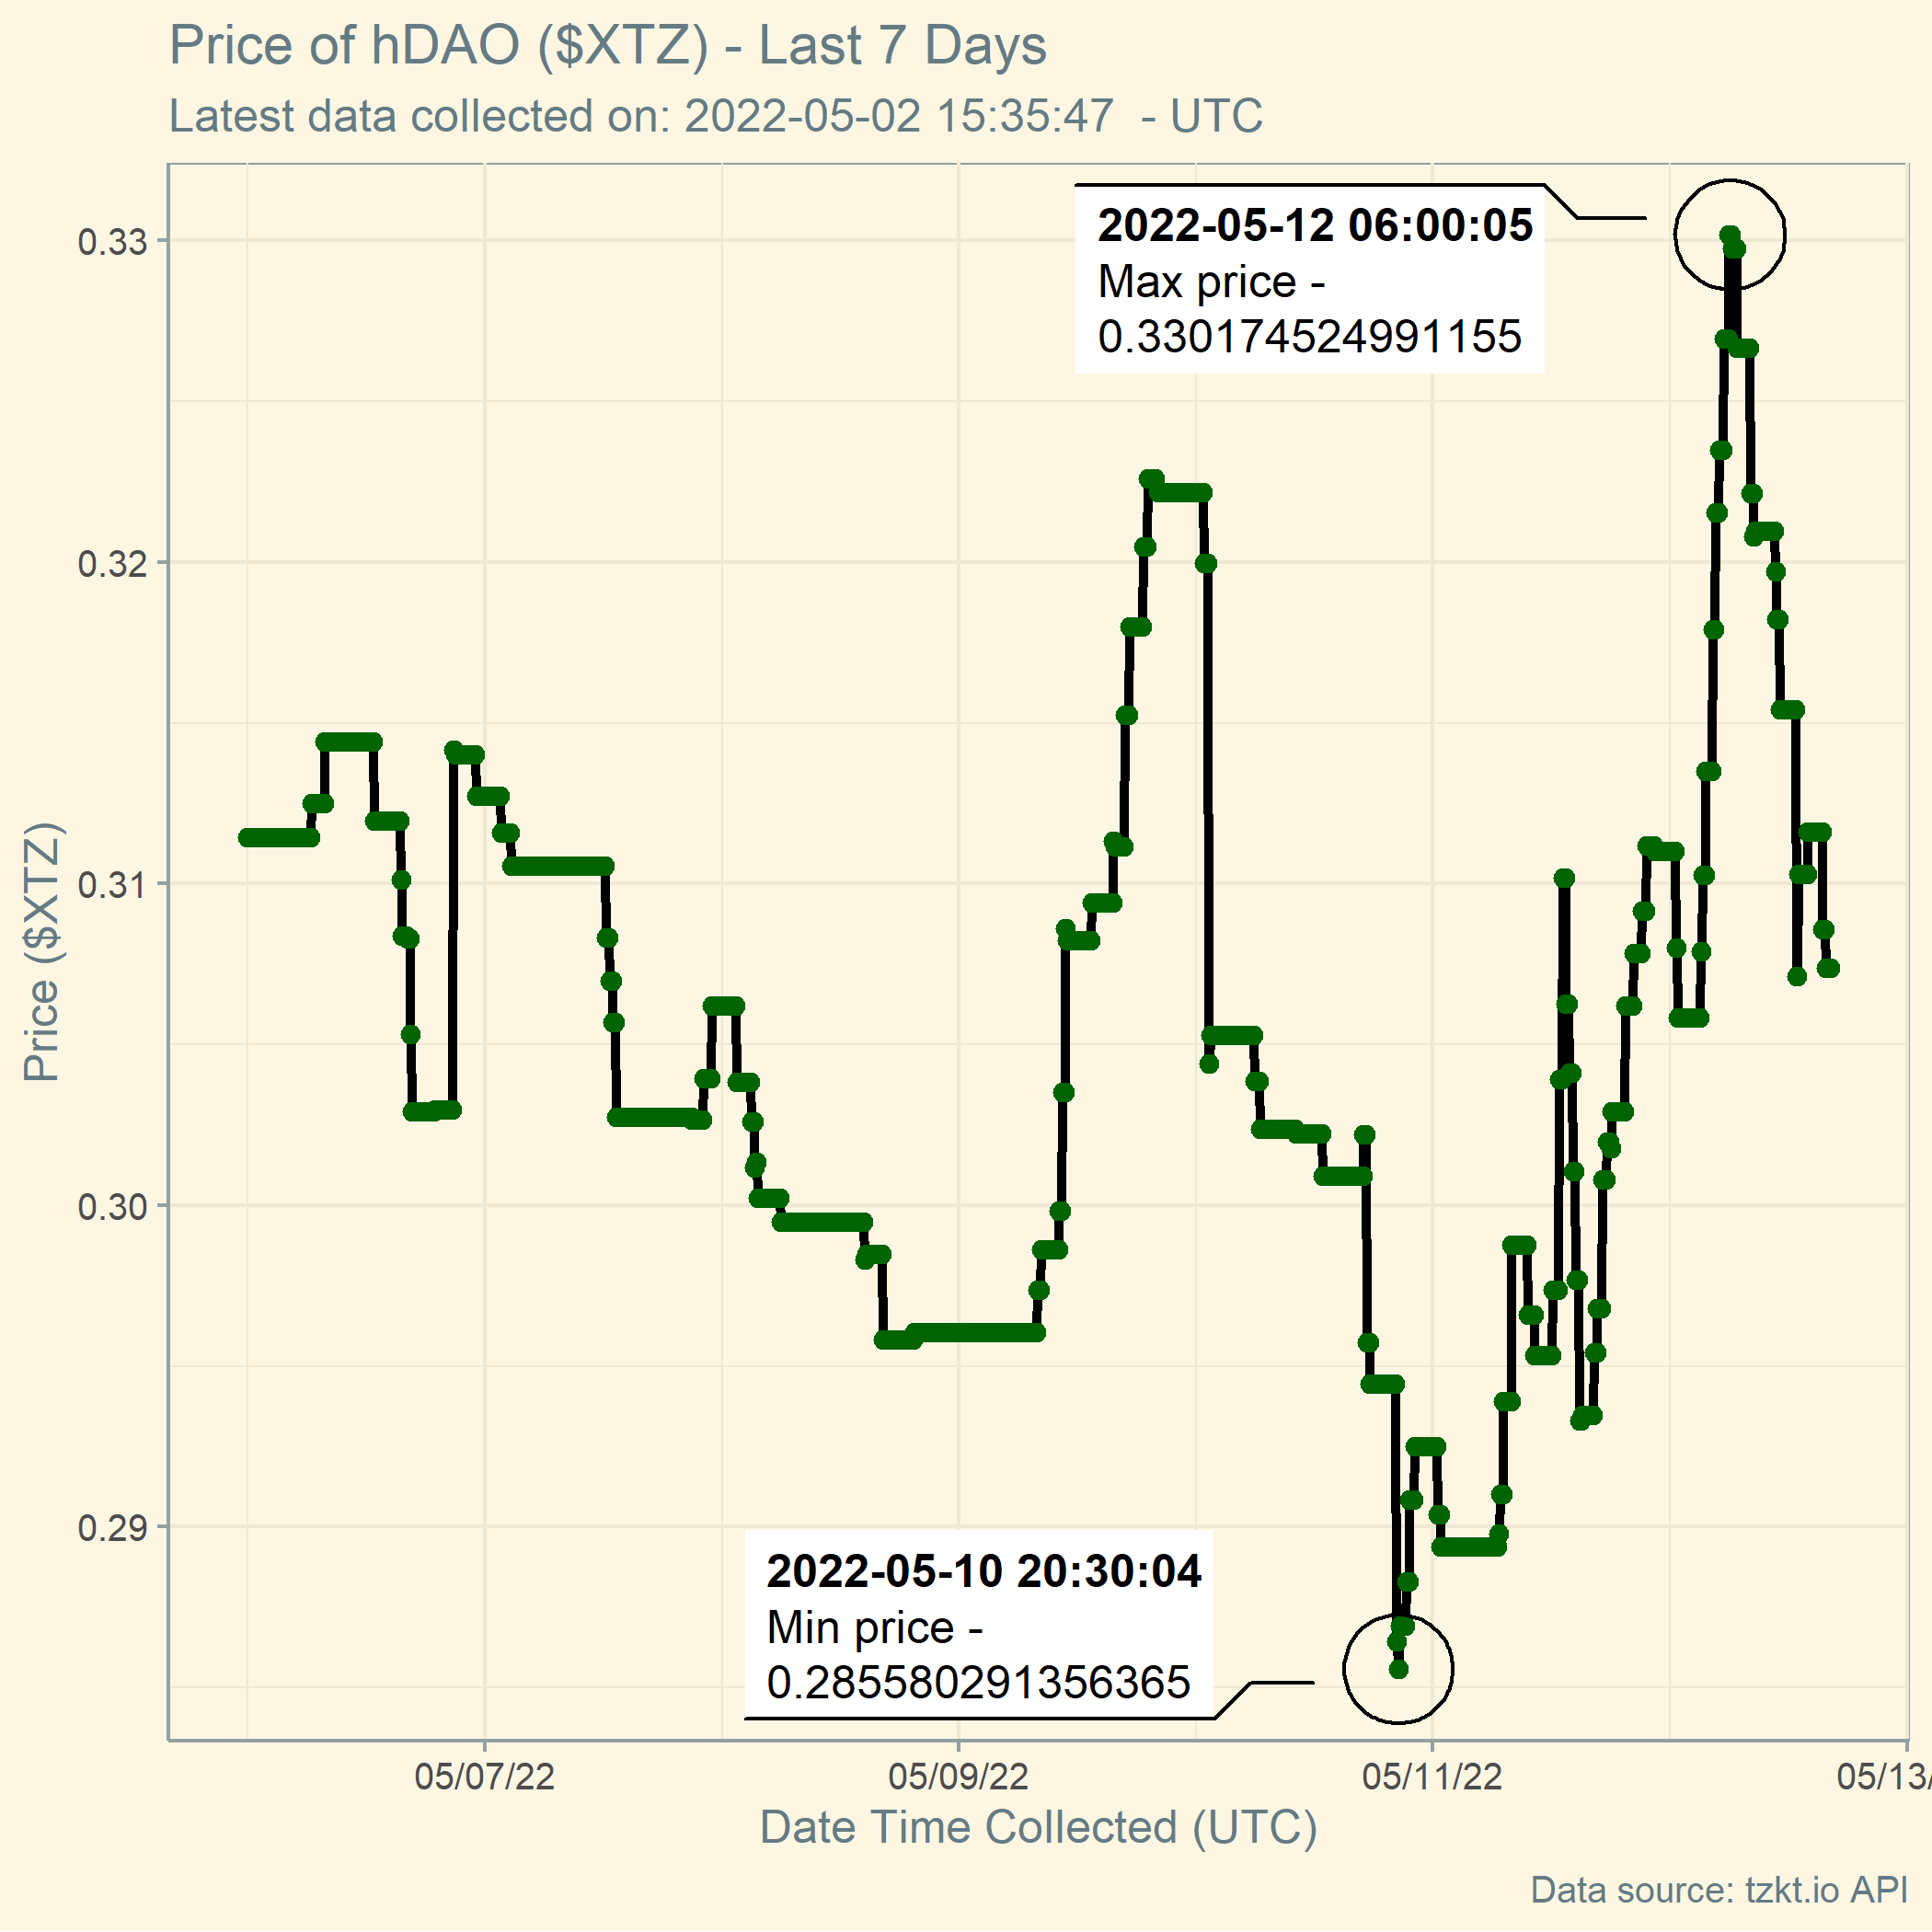 Price of hDAO ($XTZ) - Last 7 Days
Latest data collected on: 2022-05-02 15:35:47  - UTC
2022-05-12 06:00:05
Max price -
0.330174524991155
0.33
0.32
0.31
0.30
0.29
Price ($XTZ)
2022-05-10 20:30:04
Min price -
0.285580291356365
05/07/22
05/09/22
05/11/22
05/13/
Date Time Collected (UTC)
Data source: tzkt.io API